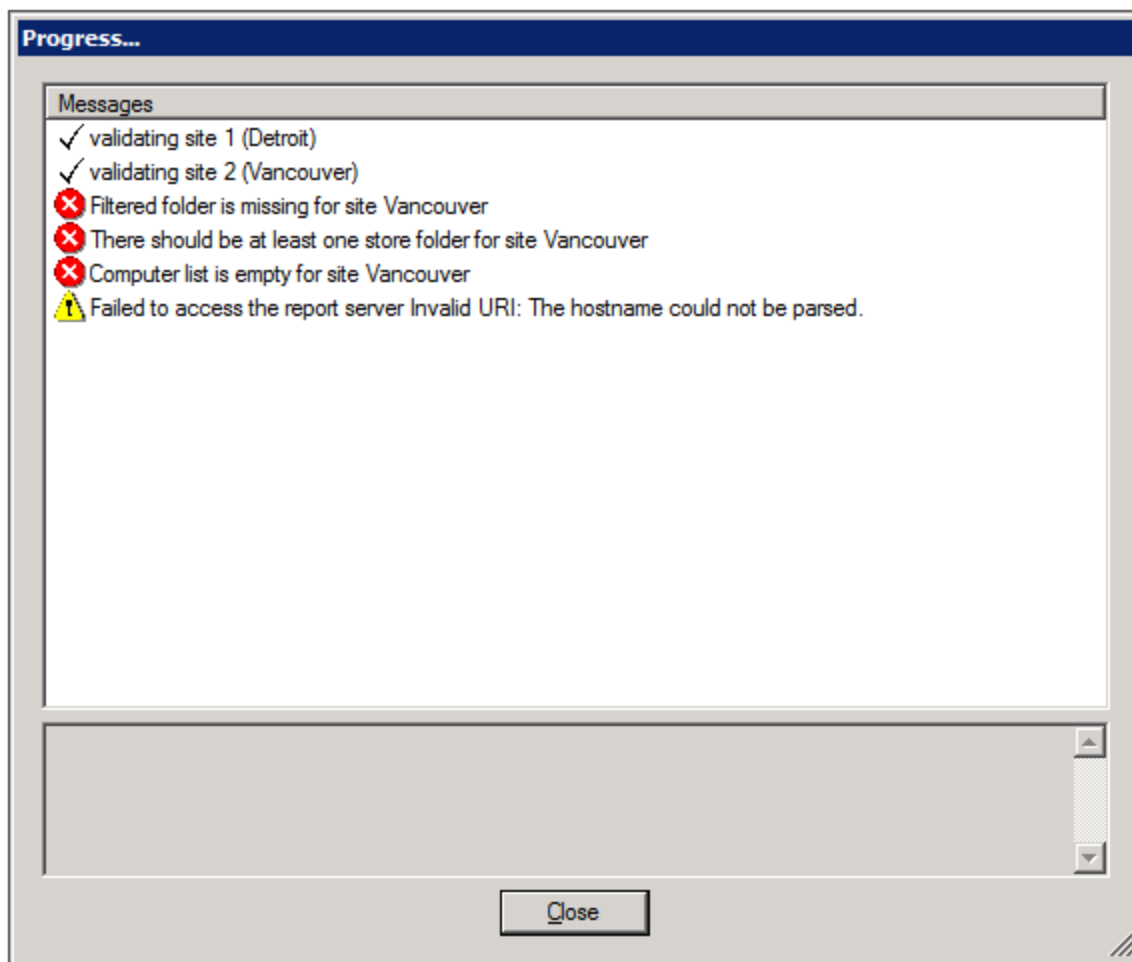 Progress...
Messages
validating site 1 (Detroit)
validating site 2 (Vancouver)
Filtered folder is missing for site Vancouver
There should be at least one store folder for site Vancouver
Computer list is empty for site Vancouver
Failed to access the report server Invalid URI: The hostname could not be parsed.
Close